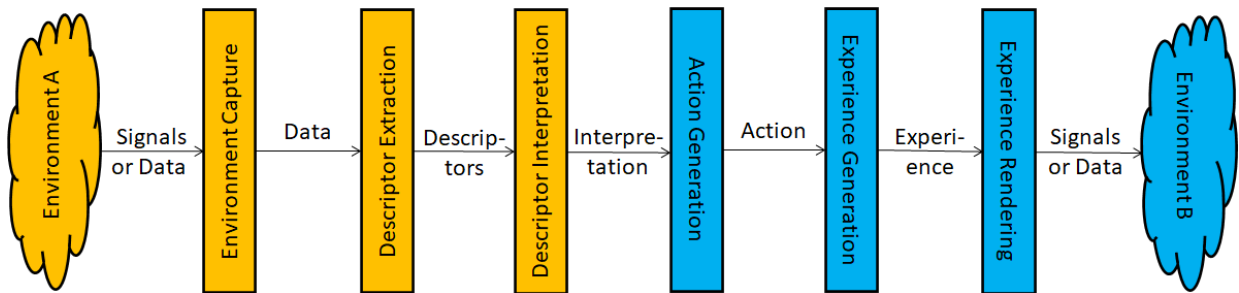 Environment A
Signals
or Data
Environment Capture
Data
Descriptor Extraction
Descrip-
tors
Descriptor Interpretation
Interpre-
tation
Action Generation
Action
Experience Generation
Experi-
ence
Experience Rendering
Signals
or Data
Environment B